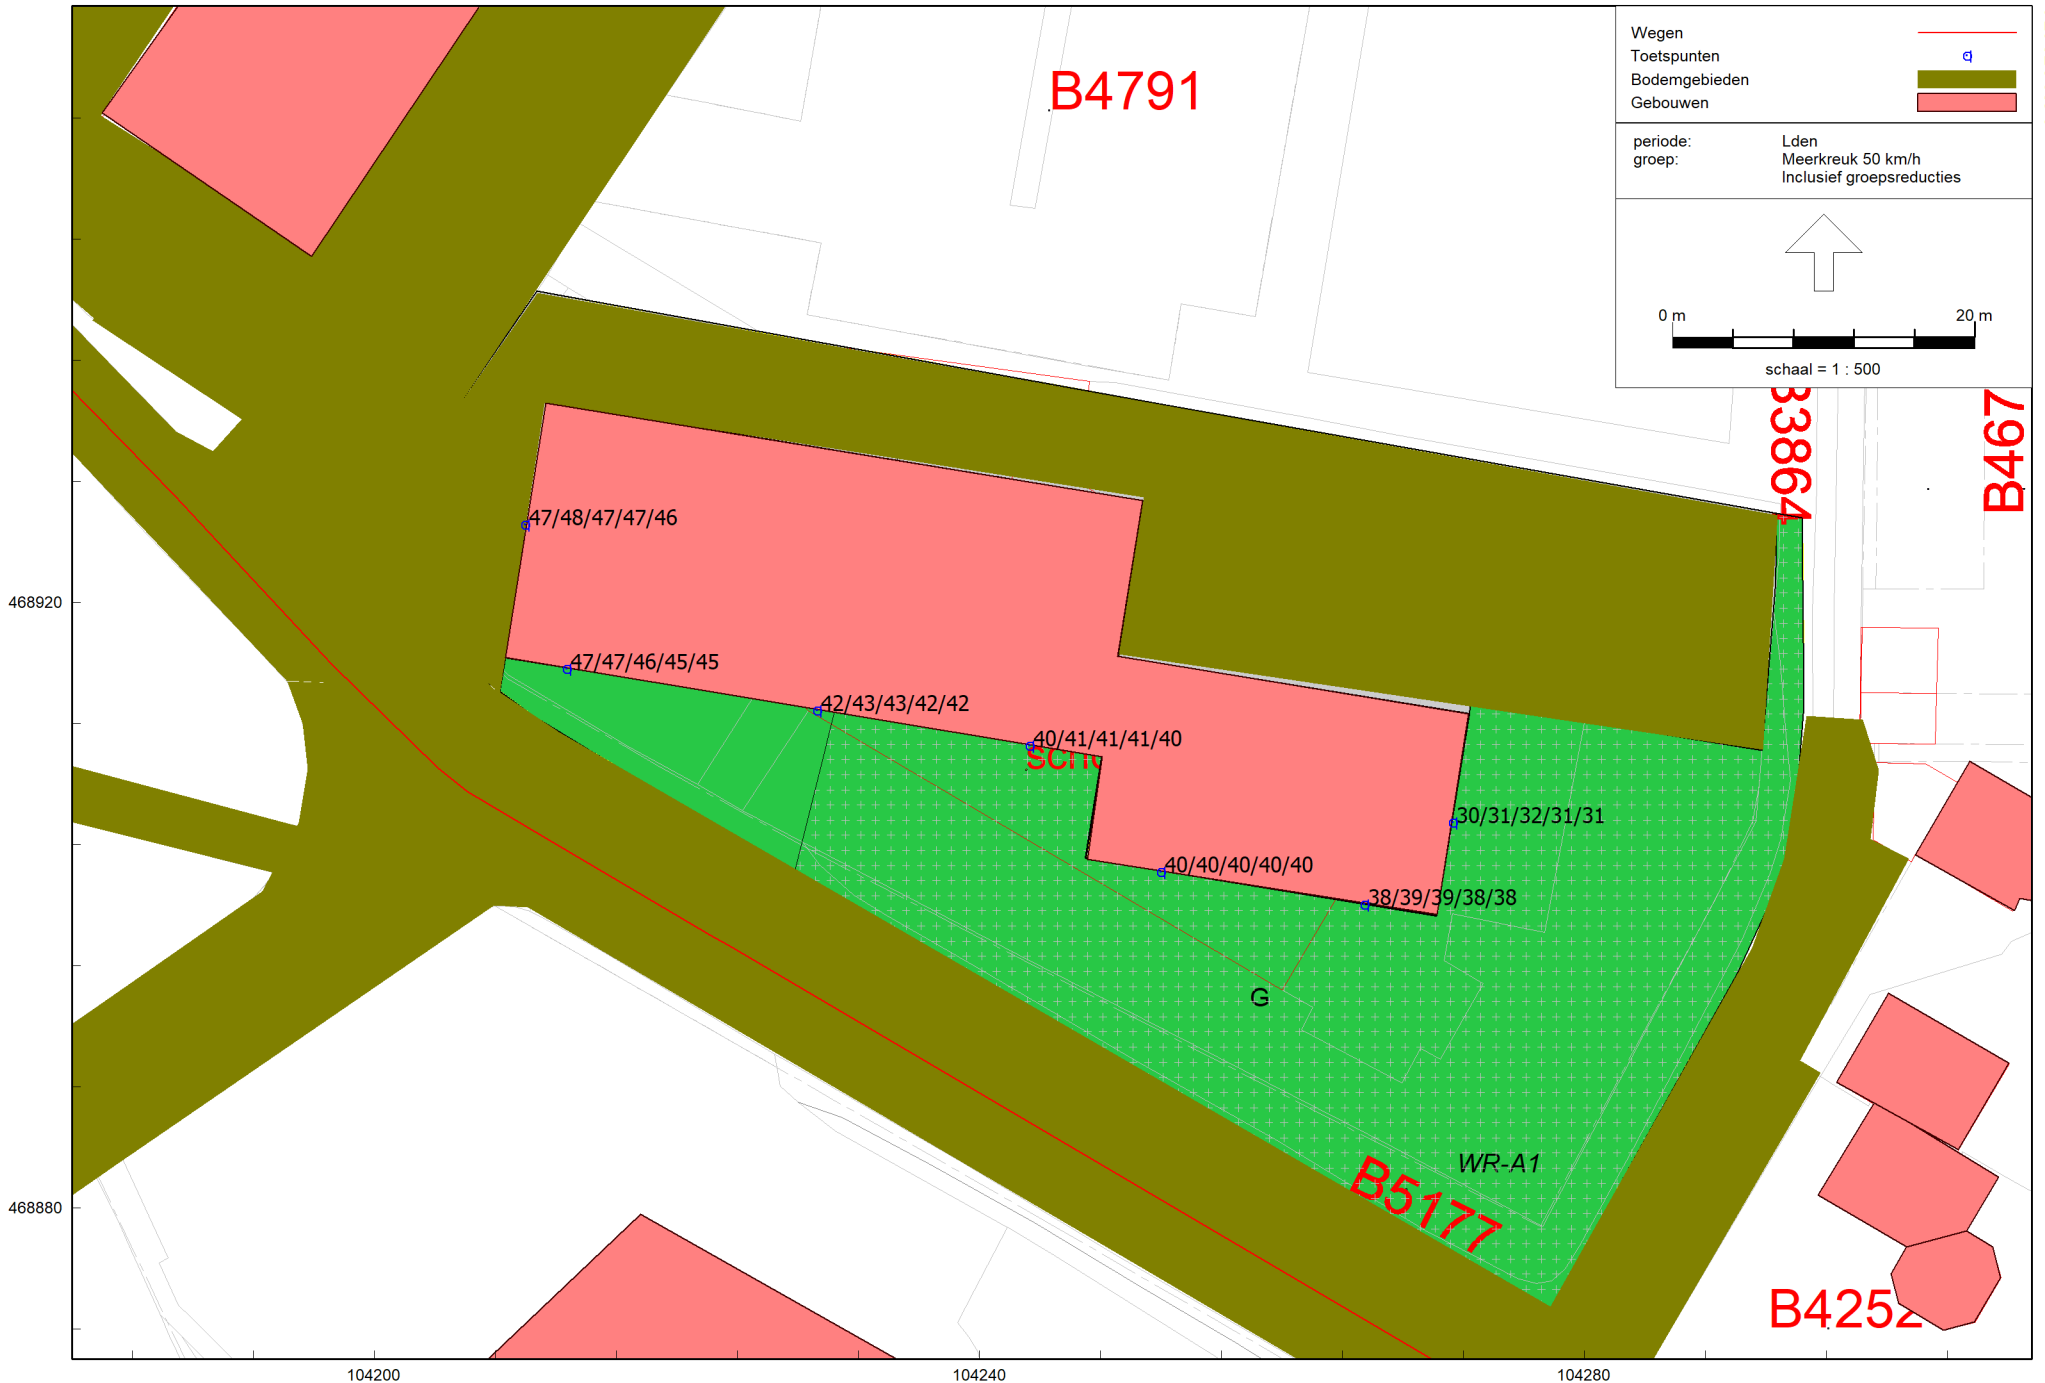 Wegen
Toetspunten
Bodemgebieden
Gebouwen
periode: Lden
groep: Meerkreuk 50 km/h
Inclusief groepsreducties
0 m 20 m
schaal = 1 : 500
B4791
B467
47/48/47/47/46
468920
47/47/46/45/45
42/43/43/42/42
40/41/41/41/40
30/31/32/31/31
40/40/40/40/40
38/39/39/38/38
G
WR-A1
B5177
468880
B4252
104200 104240 104280